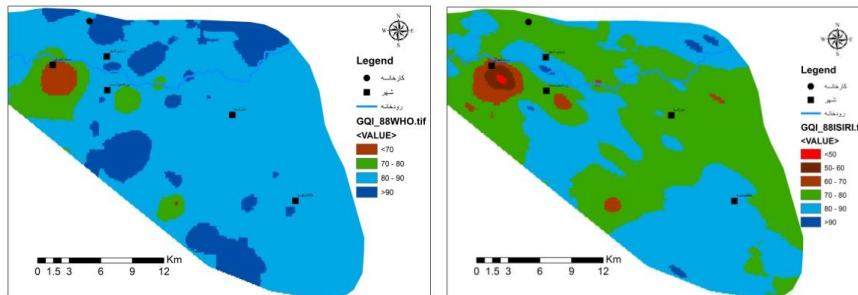 N
W
E
S
Legend
کارخانه
شهر
رودخانه
GQI_88WHO.tif
<VALUE>
<70
70 - 80
80 - 90
>90
Km
0 1.5 3 6 9 12
N
W
E
S
Legend
کارخانه
شهر
رودخانه
GQI_88ISIRI.t
<VALUE>
<50
50- 60
60 - 70
70 - 80
80 - 90
>90
Km
0 1.5 3 6 9 12